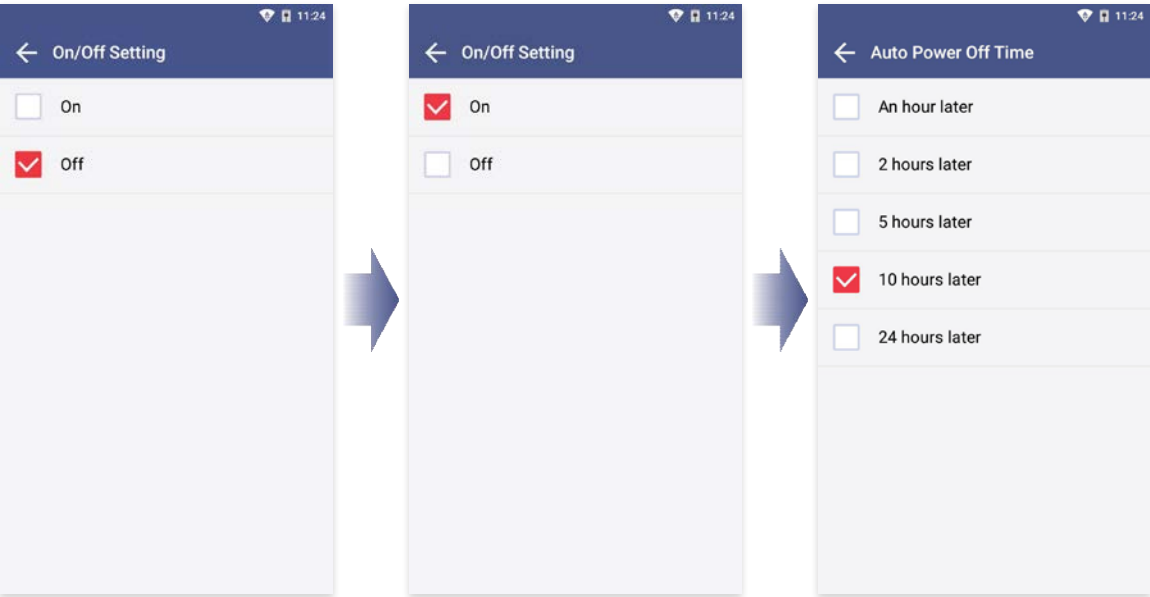 11:24
On/Off Setting
On
Off
11:24
On/Off Setting
On
Off
11:24
Auto Power Off Time
An hour later
2 hours later
5 hours later
10 hours later
24 hours later